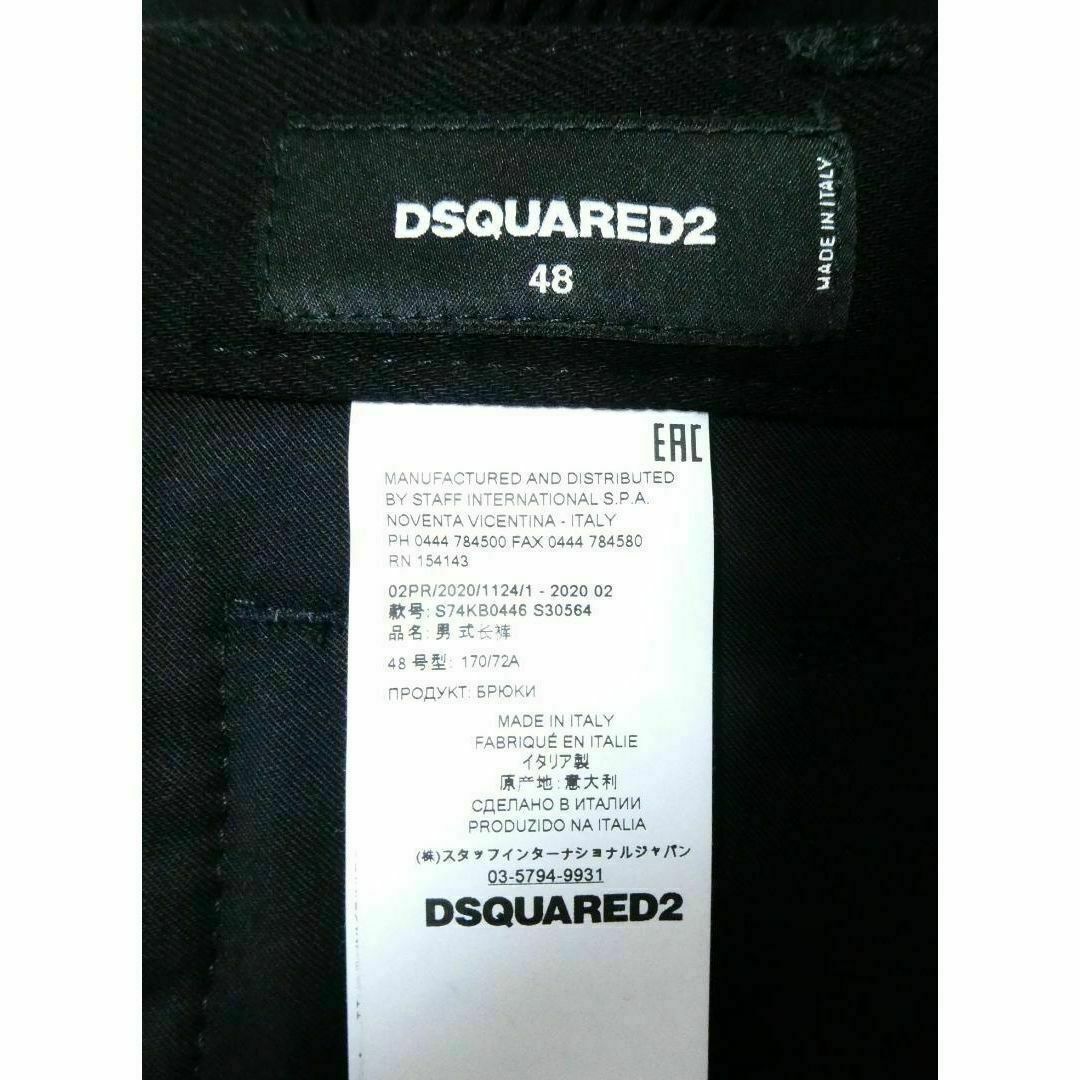 DSQUARED2
48
MADE IN ITALY
EAC
MANUFACTURED AND DISTRIBUTED
BY STAFF INTERNATIONAL S.P.A.
NOVENTA VICENTINA - ITALY
PH 0444 784500 FAX 0444 784580
RN 154143
02PR/2020/1124/1 - 2020 02
款号: S74KB0446 S30564
品名: 男 式长裤
48 号型: 170/72A
ПРОДУКТ: БРЮКИ
MADE IN ITALY
FABRIQUÉ EN ITALIE
イタリア製
原产地: 意大利
СДЕЛАНО В ИТАЛИИ
PRODUZIDO NA ITALIA
(株)スタッフインターナショナルジャパン
03-5794-9931
DSQUARED2